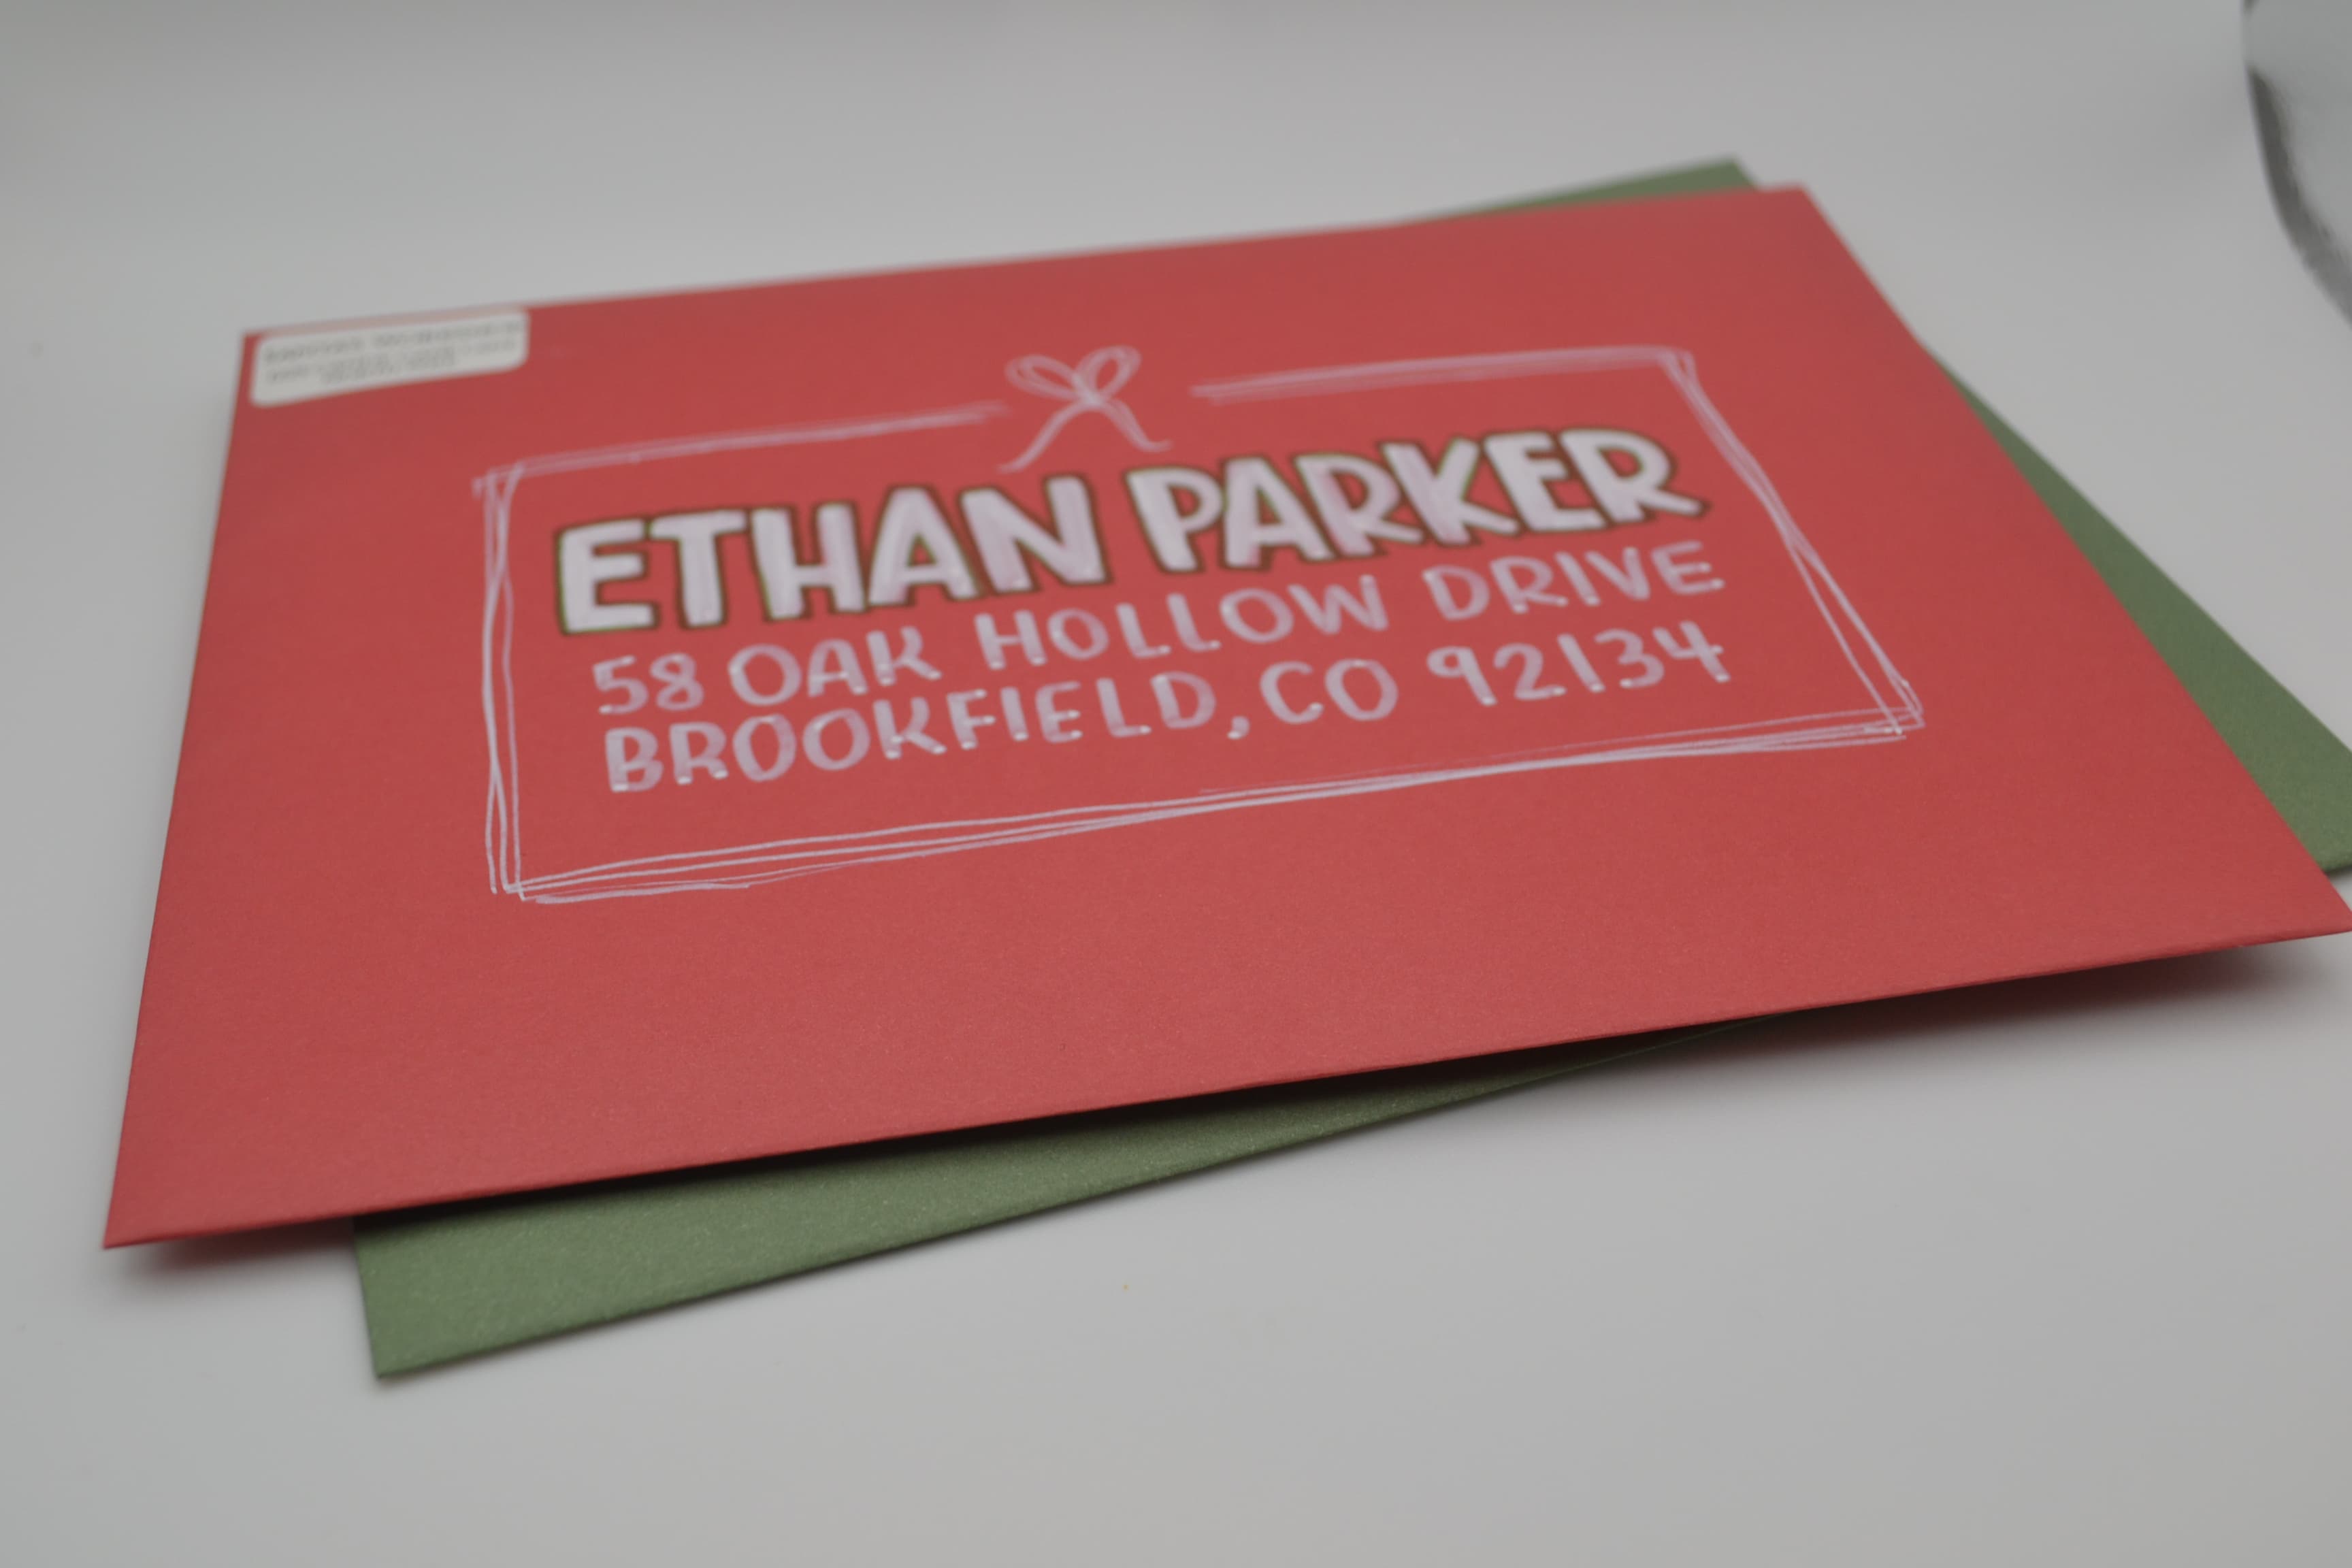 ETHAN PARKER
58 OAK HOLLOW DRIVE
BROOKFIELD, CO 92134